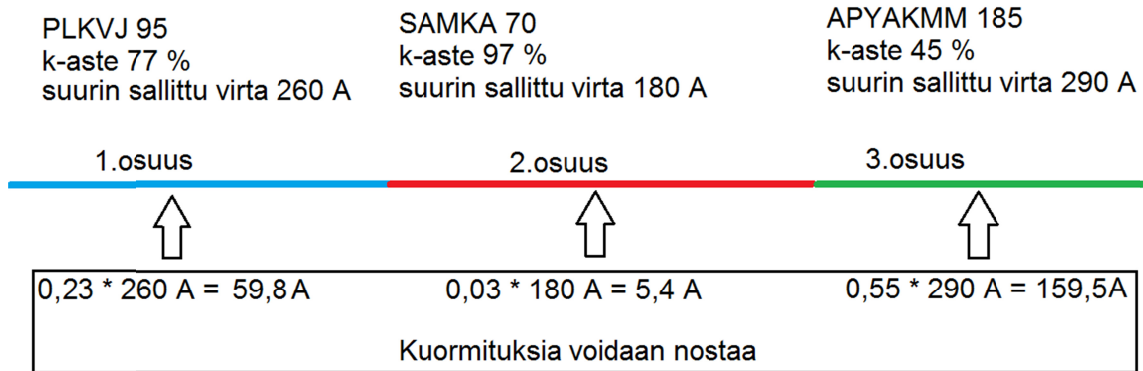 PLKVJ 95
k-aste 77 %
suurin sallittu virta 260 A
SAMKA 70
k-aste 97 %
suurin sallittu virta 180 A
APYAKMM 185
k-aste 45 %
suurin sallittu virta 290 A
1.osuus
2.osuus
3.osuus
0,23 * 260 A = 59,8 A
0,03 * 180 A = 5,4 A
0,55 * 290 A = 159,5A
Kuormituksia voidaan nostaa